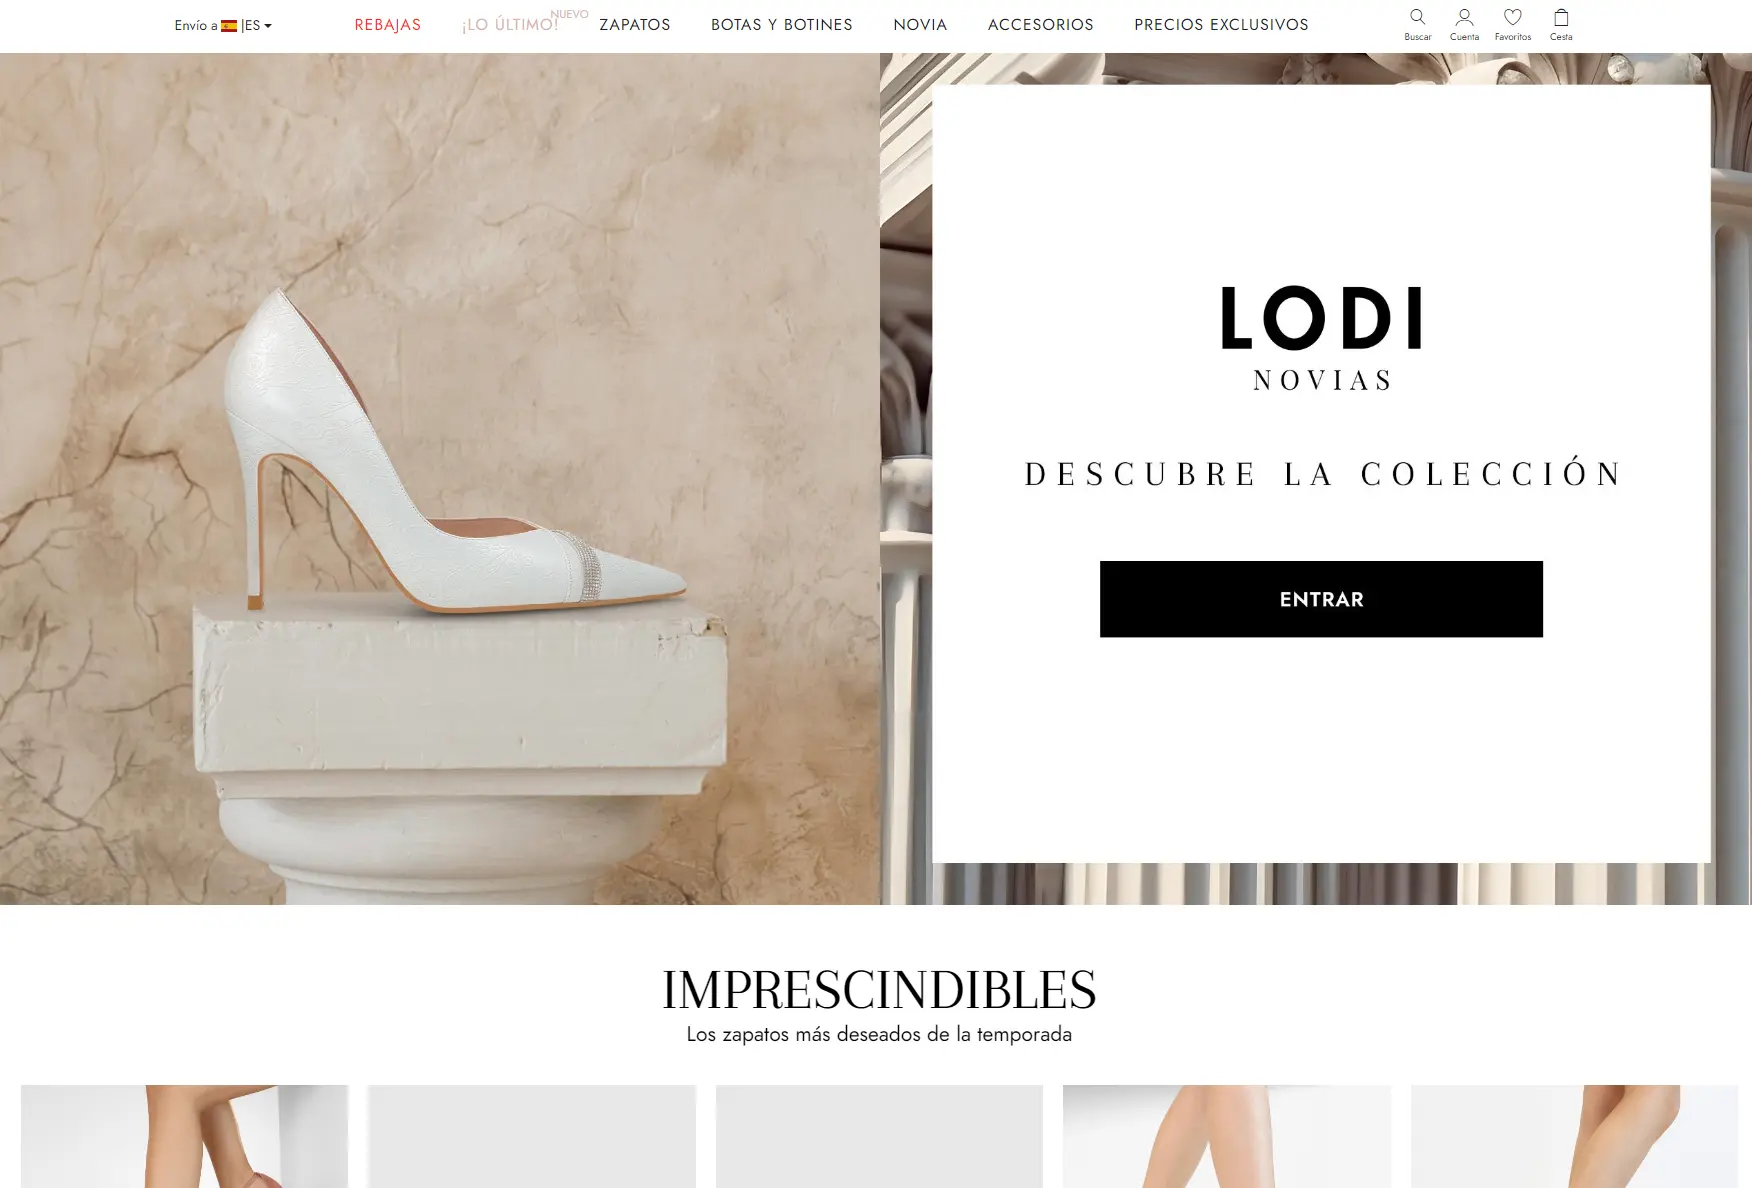 Envío a |ES
REBAJAS
¡LO ÚLTIMO!
NUEVO
ZAPATOS
BOTAS Y BOTINES
NOVIA
ACCESORIOS
PRECIOS EXCLUSIVOS
Buscar
Cuenta
Favoritos
Cesta
LODI
NOVIAS
DESCUBRE LA COLECCIÓN
ENTRAR
IMPRESCINDIBLES
Los zapatos más deseados de la temporada